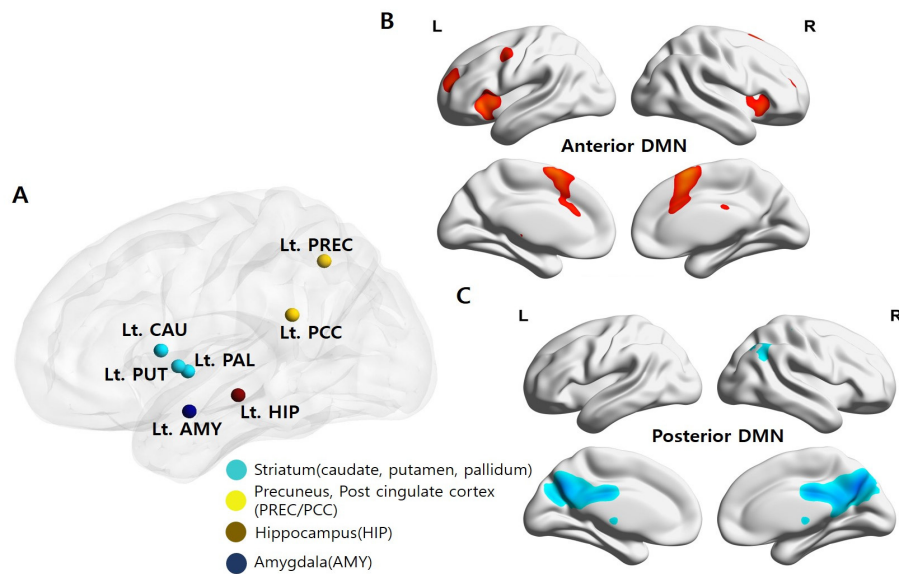 A
Lt. PREC
Lt. PCC
Lt. CAU
Lt. PAL
Lt. PUT
Lt. HIP
Lt. AMY
Striatum(caudate, putamen, pallidum)
Precuneus, Post cingulate cortex
(PREC/PCC)
Hippocampus(HIP)
Amygdala(AMY)
B
L R
Anterior DMN
C
L R
Posterior DMN